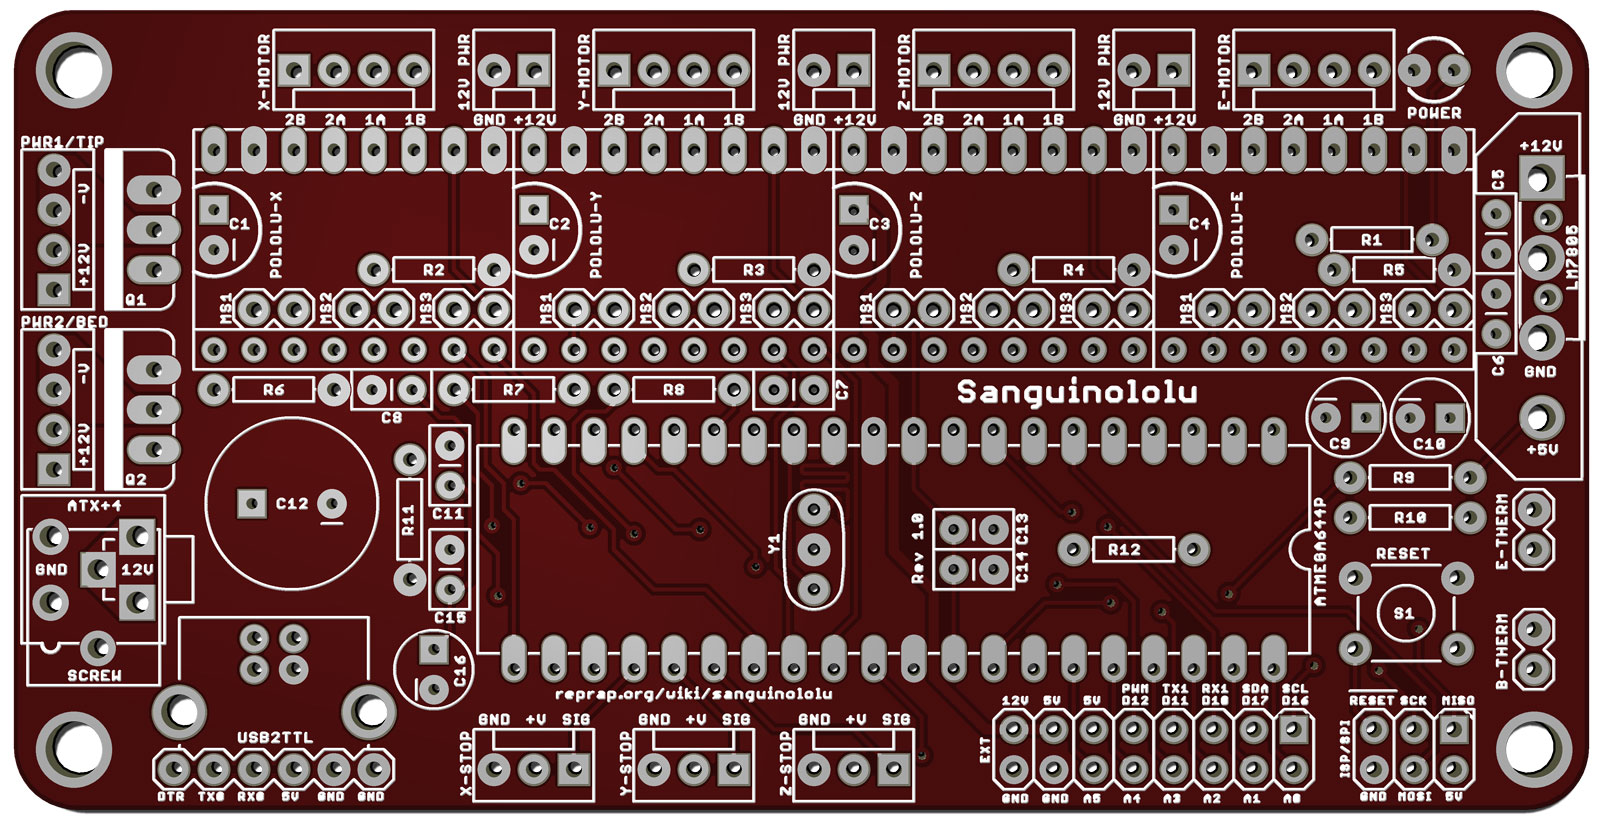 X-MOTOR
2B 2A 1A 1B
12V PWR
GND +12V
Y-MOTOR
2B 2A 1A 1B
12V PWR
GND +12V
Z-MOTOR
2B 2A 1A 1B
12V PWR
GND +12V
E-MOTOR
2B 2A 1A 1B
POWER
PWR1/TIP
-V
+12V
Q1
C1
POLOLU-X
R2
MS1 MS2 MS3
C2
POLOLU-Y
R3
MS1 MS2 MS3
C3
POLOLU-Z
R4
MS1 MS2 MS3
C4
POLOLU-E
R1
R5
MS1 MS2 MS3
C5
+12V
LM7805
C6
GND
+5V
PWR2/BED
-V
+12V
Q2
R6
C8
R7
R8
C7
Sanguinololu
C9
C10
ATX+4
GND
12V
SCREW
C12
R11
C11
C15
C16
Y1
Rev 1.0
C13
C14
R12
ATMEGA644P
R9
R10
E-THERM
RESET
S1
B-THERM
reprap.org/wiki/sanguinololu
USB2TTL
DTR TX0 RX0 5V GND GND
X-STOP
GND +V SIG
Y-STOP
GND +V SIG
Z-STOP
GND +V SIG
EXT
PWM TX1 RX1 SDA SCL
12V 5V 5V D12 D11 D10 D17 D16
GND GND A5 A4 A3 A2 A1 A0
ISP/SPI
RESET SCK MISO
GND MOSI 5V